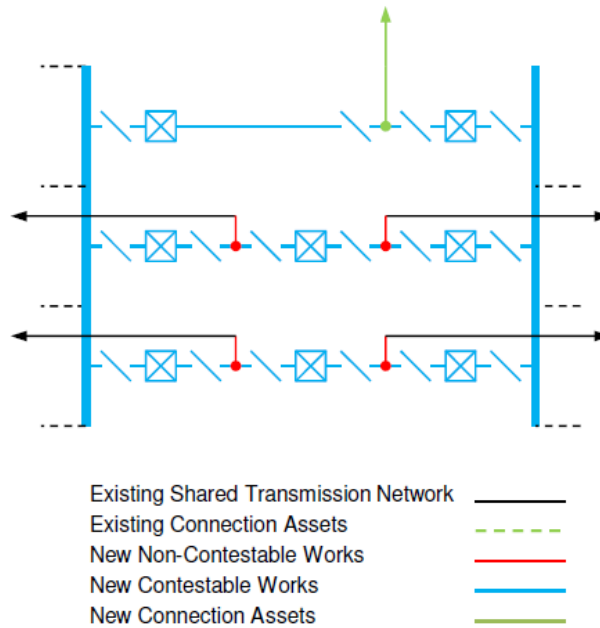 Existing Shared Transmission Network
Existing Connection Assets
New Non-Contestable Works
New Contestable Works
New Connection Assets